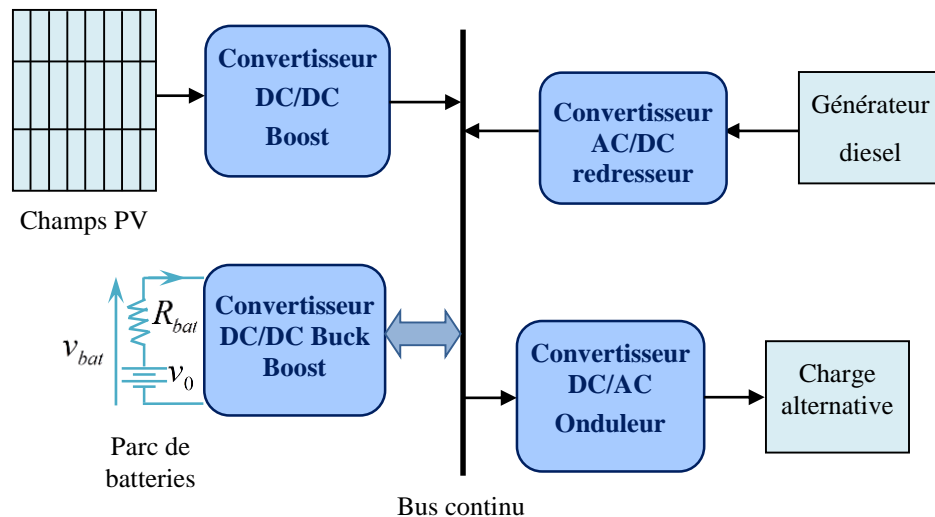 Convertisseur
DC/DC
Boost
Champs PV
Convertisseur
AC/DC
redresseur
Générateur
diesel
R_bat
v_bat
v_0
Parc de
batteries
Convertisseur
DC/DC Buck
Boost
Convertisseur
DC/AC
Onduleur
Charge
alternative
Bus continu